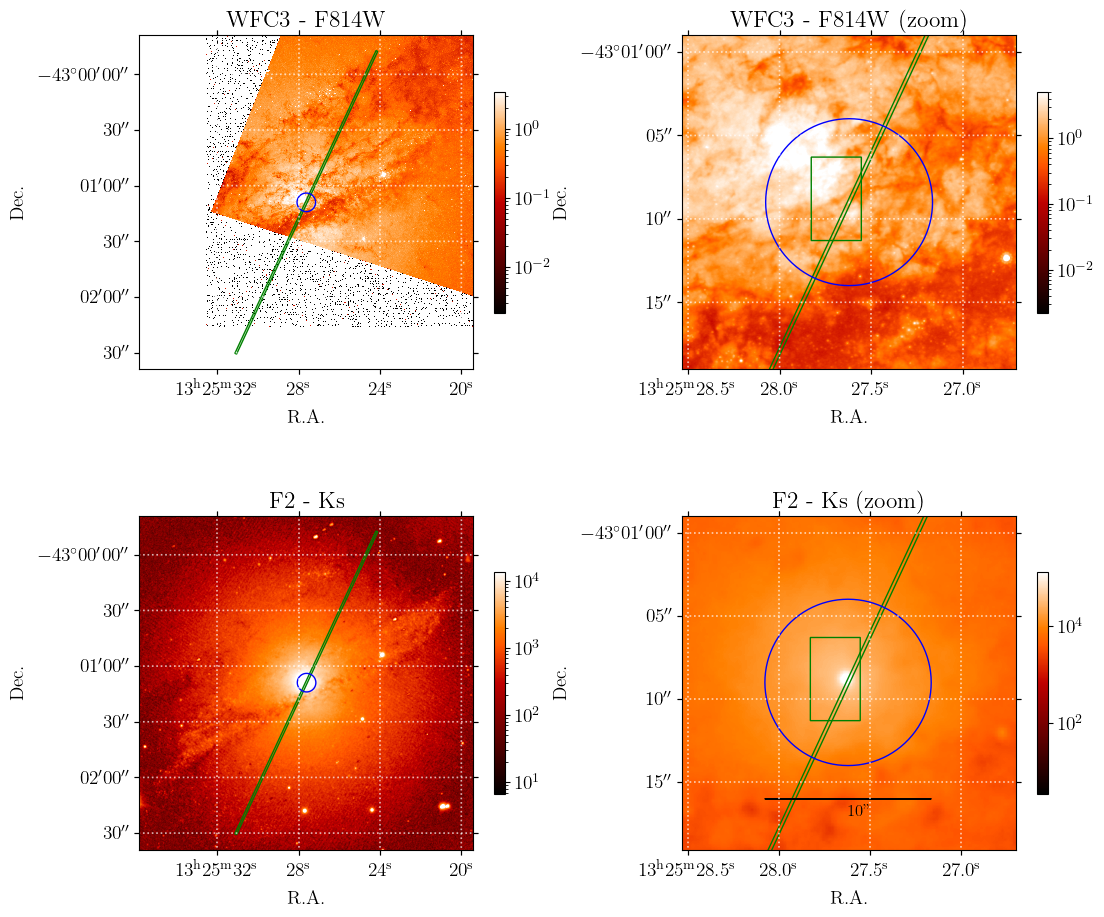 WFC3 - F814W
WFC3 - F814W (zoom)
Dec.
−43°00′00″
30″
01′00″
30″
02′00″
30″
13ʰ25ᵐ32ˢ
28ˢ
24ˢ
20ˢ
R.A.
10⁰
10⁻¹
10⁻²
Dec.
−43°01′00″
05″
10″
15″
13ʰ25ᵐ28.5ˢ
28.0ˢ
27.5ˢ
27.0ˢ
R.A.
10⁰
10⁻¹
10⁻²
F2 - Ks
F2 - Ks (zoom)
Dec.
−43°00′00″
30″
01′00″
30″
02′00″
30″
13ʰ25ᵐ32ˢ
28ˢ
24ˢ
20ˢ
R.A.
10⁴
10³
10²
10¹
Dec.
−43°01′00″
05″
10″
15″
10"
13ʰ25ᵐ28.5ˢ
28.0ˢ
27.5ˢ
27.0ˢ
R.A.
10⁴
10²